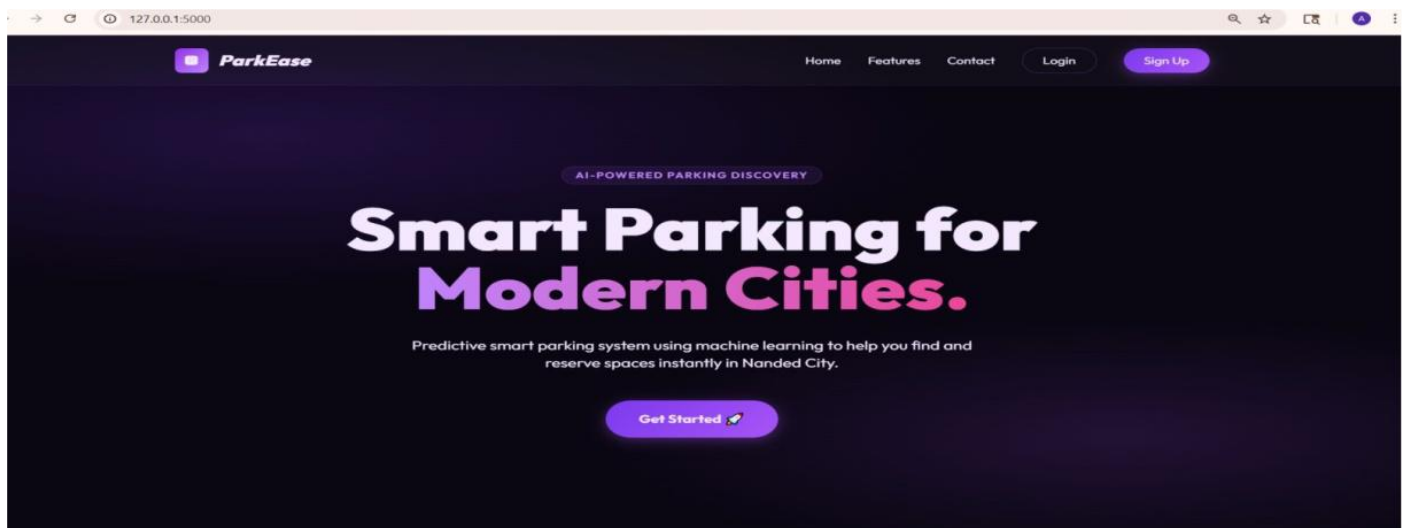 127.0.0.1:5000
A
ParkEase
Home Features Contact Login Sign Up
AI-POWERED PARKING DISCOVERY
Smart Parking for
Modern Cities.
Predictive smart parking system using machine learning to help you find and
reserve spaces instantly in Nanded City.
Get Started 🚀